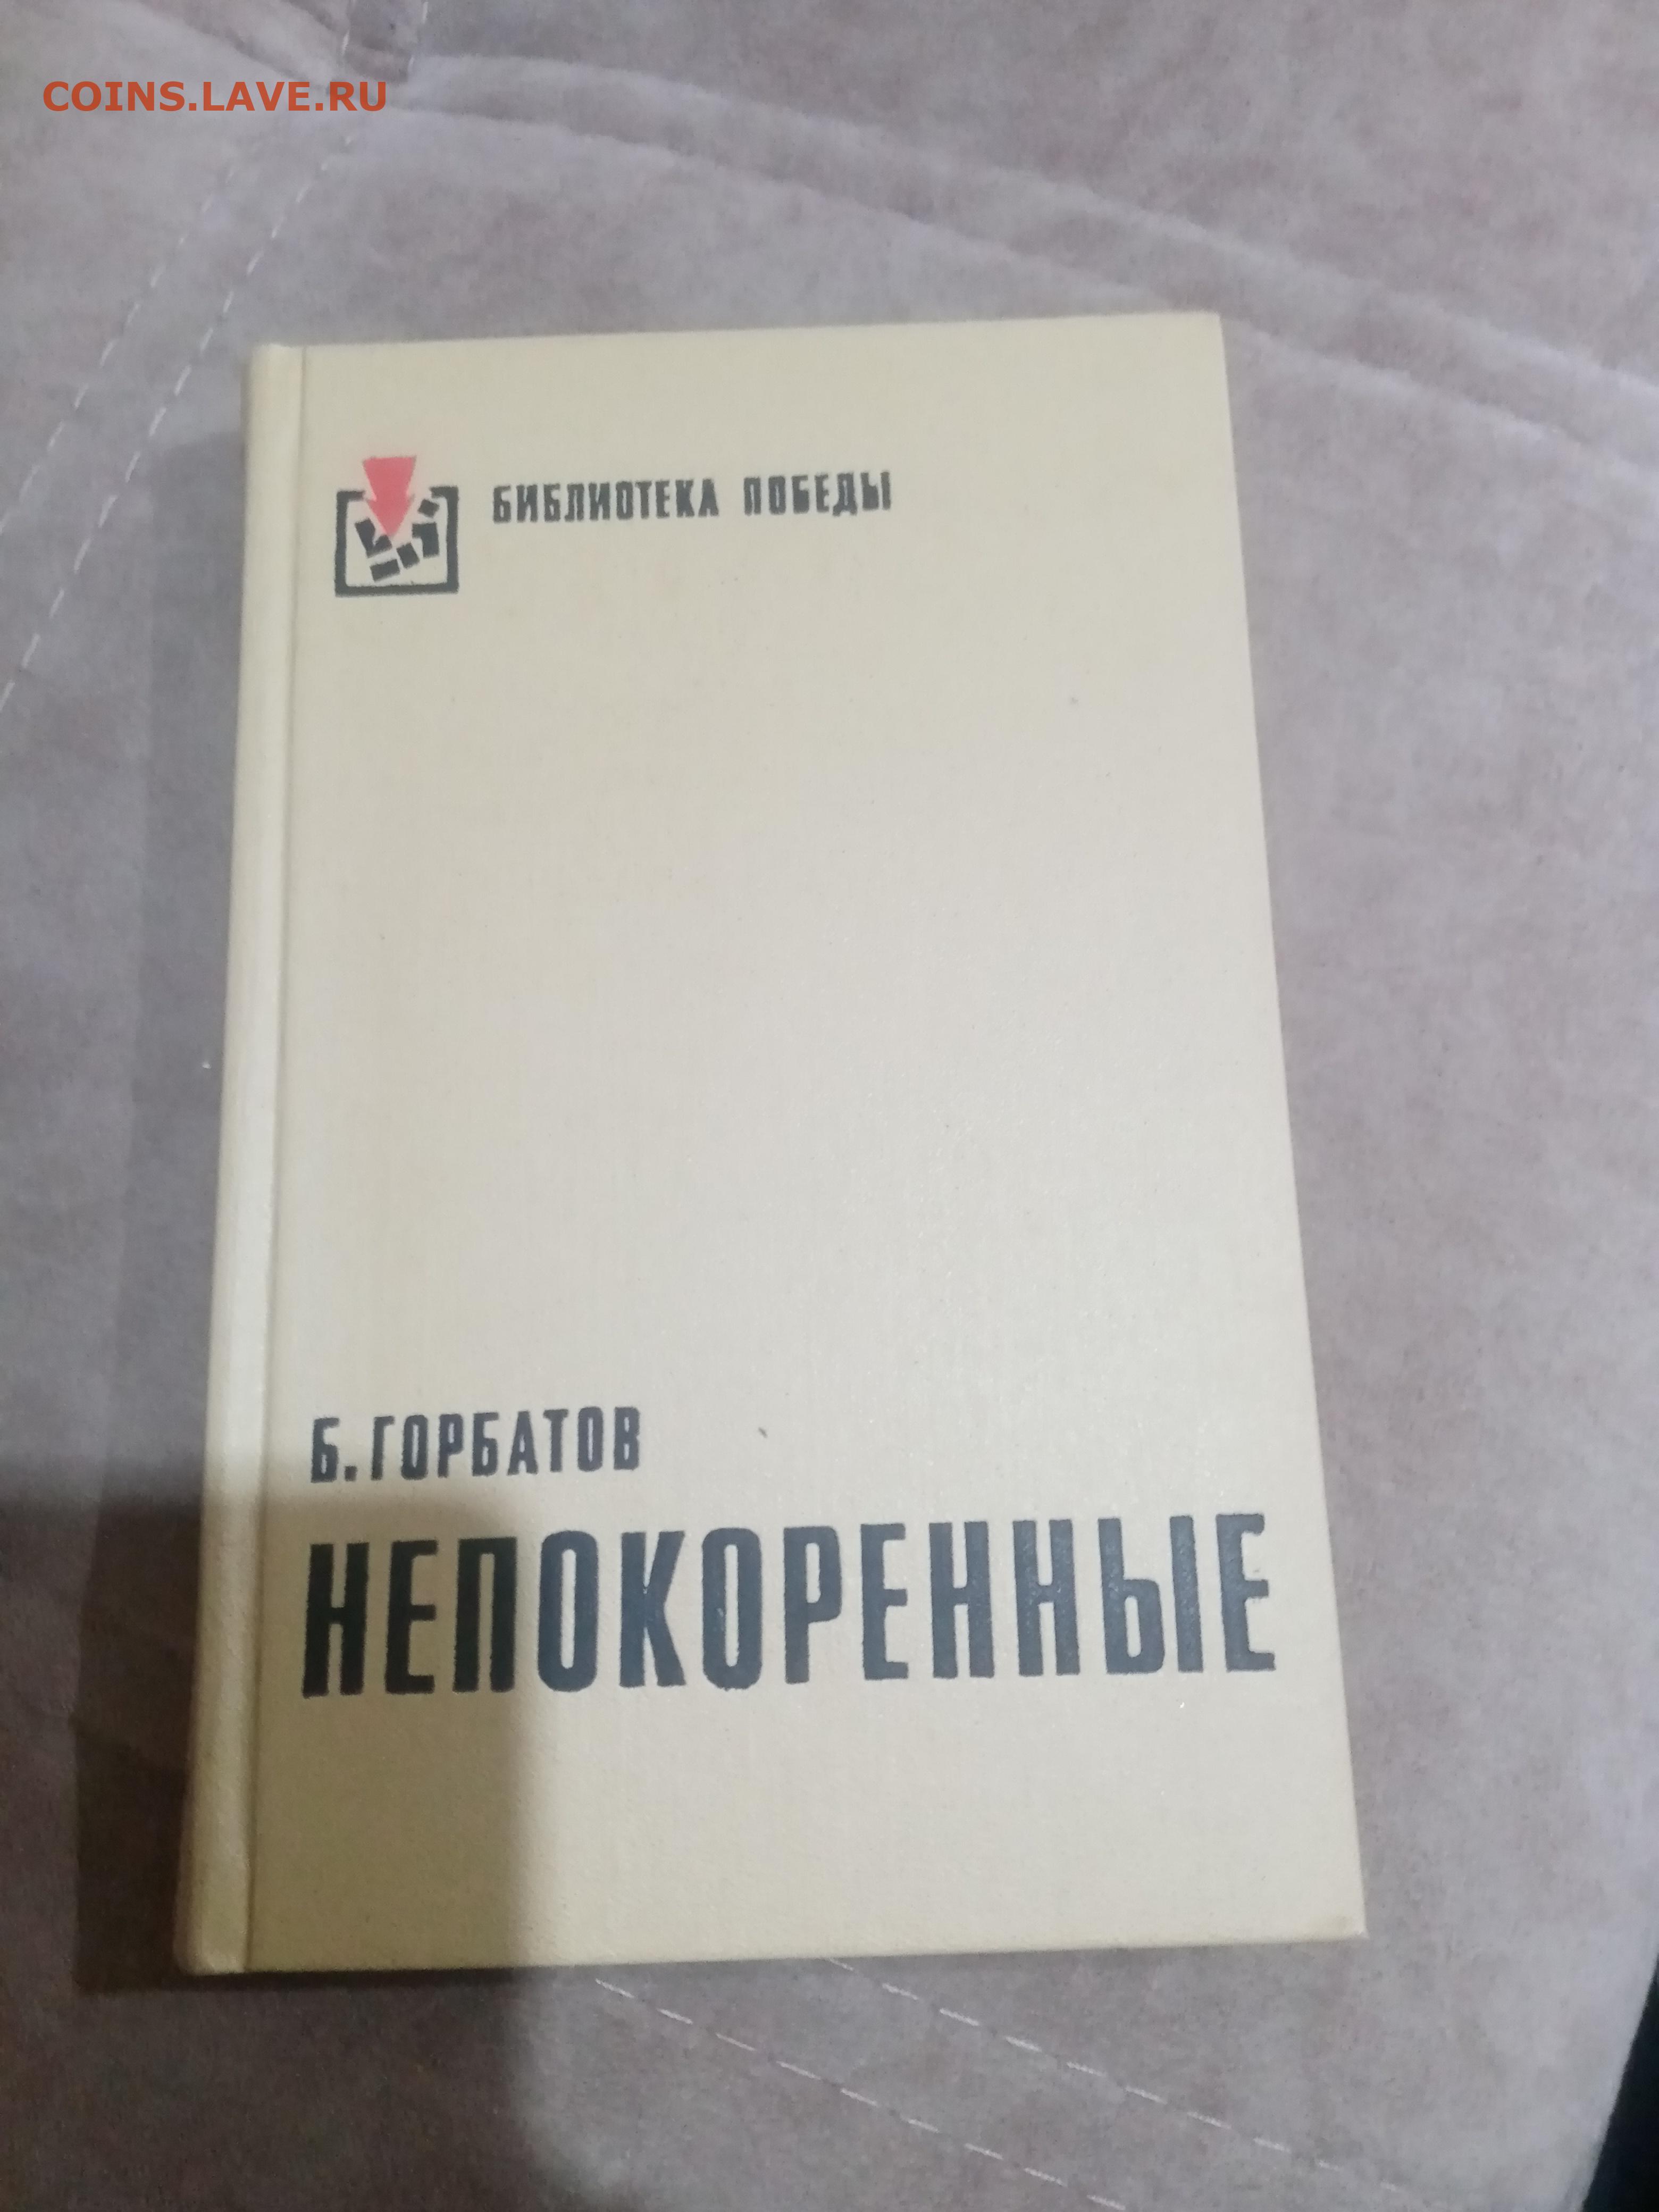 COINS.LAVE.RU
БИБЛИОТЕКА ПОБЕДЫ
Б.ГОРБАТОВ
НЕПОКОРЕННЫЕ